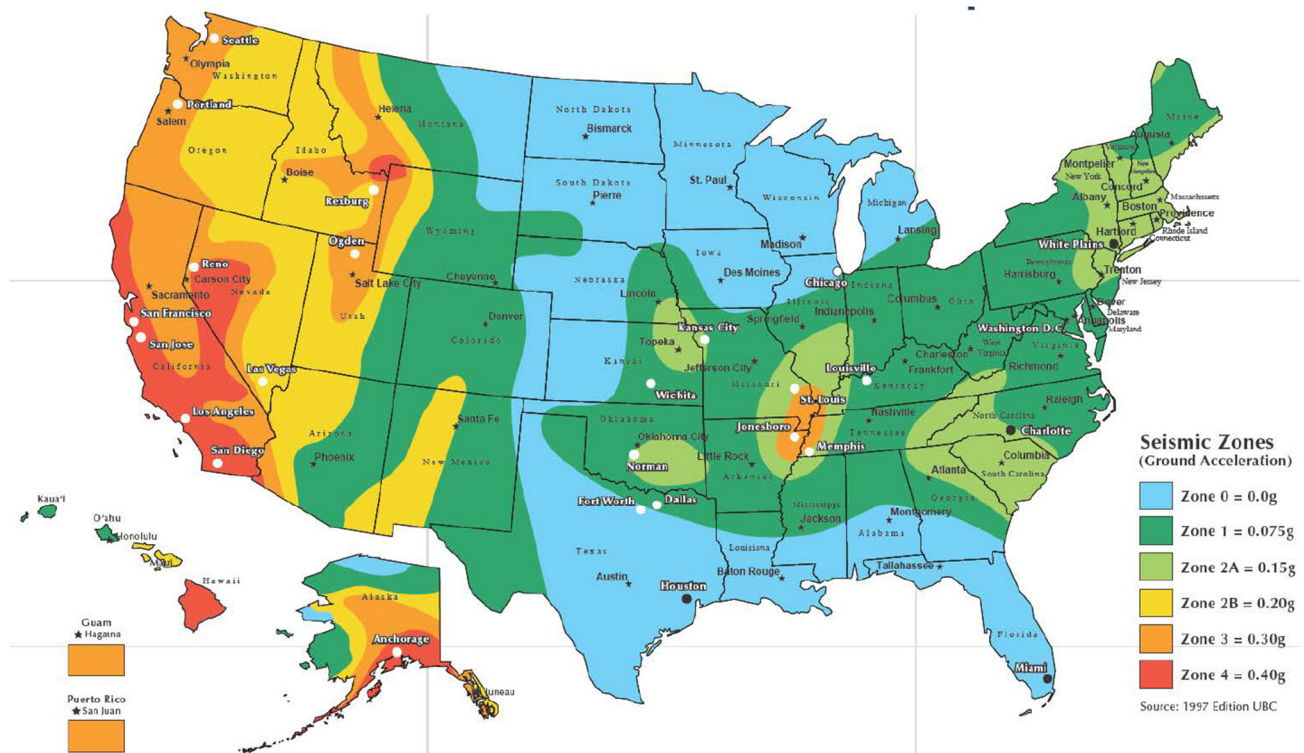 Seattle
Olympia
Washington
Portland
Salem
Oregon
Idaho
Boise
Helena
Montana
Rexburg
Ogden
Salt Lake City
Utah
Wyoming
Cheyenne
Reno
Carson City
Nevada
Sacramento
San Francisco
San Jose
California
Las Vegas
Los Angeles
San Diego
Arizona
Phoenix
Denver
Colorado
Santa Fe
New Mexico
North Dakota
Bismarck
South Dakota
Pierre
Nebraska
Lincoln
Kansas
Topeka
Kansas City
Wichita
Oklahoma
Oklahoma City
Norman
Fort Worth
Dallas
Texas
Austin
Houston
Minnesota
St. Paul
Wisconsin
Madison
Michigan
Lansing
Iowa
Des Moines
Chicago
Illinois
Springfield
Indiana
Indianapolis
Ohio
Columbus
Jefferson City
Missouri
St. Louis
Louisville
Kentucky
Frankfort
Charleston
West
Virginia
Jonesboro
Memphis
Nashville
Tennessee
Little Rock
Arkansas
Mississippi
Jackson
Louisiana
Baton Rouge
Alabama
Montgomery
Georgia
Atlanta
Tallahassee
Florida
Miami
South Carolina
Columbia
North Carolina
Raleigh
Charlotte
Virginia
Richmond
Washington D.C.
Annapolis
Maryland
Dover
Delaware
Pennsylvania
Harrisburg
Trenton
New Jersey
White Plains
New York
Albany
Montpelier
Vermont
New
Hampshire
Concord
Maine
Augusta
Boston
Massachusetts
Providence
Rhode Island
Hartford
Connecticut
Kaua'i
O'ahu
Honolulu
Maui
Hawaii
Alaska
Anchorage
Juneau
Guam
Hagatna
Puerto Rico
San Juan
Seismic Zones
(Ground Acceleration)
Zone 0 = 0.0g
Zone 1 = 0.075g
Zone 2A = 0.15g
Zone 2B = 0.20g
Zone 3 = 0.30g
Zone 4 = 0.40g
Source: 1997 Edition UBC